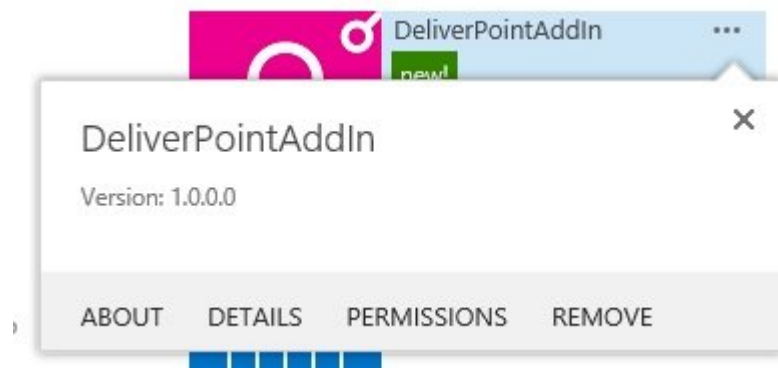 DeliverPointAddIn ...
new!
DeliverPointAddIn
Version: 1.0.0.0
ABOUT DETAILS PERMISSIONS REMOVE